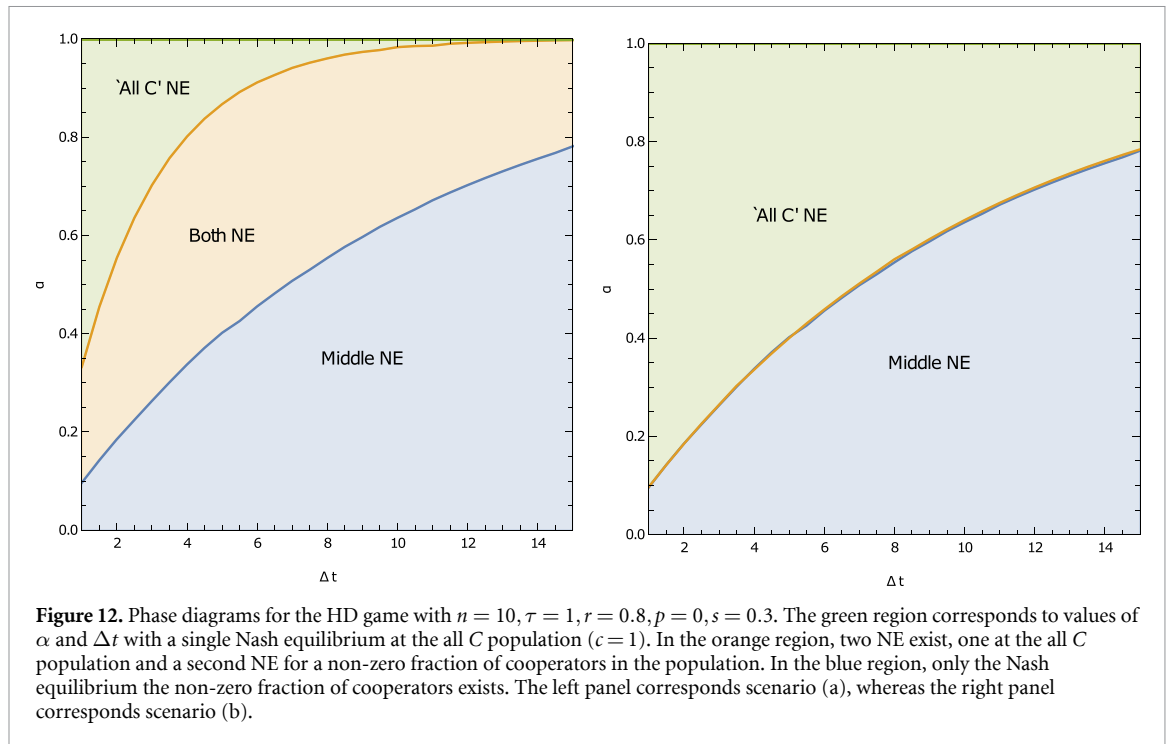 1.0
0.8
0.6
0.4
0.2
0.0
α
`All C' NE
Both NE
Middle NE
2 4 6 8 10 12 14
Δ t
1.0
0.8
0.6
0.4
0.2
0.0
α
`All C' NE
Middle NE
2 4 6 8 10 12 14
Δ t
Figure 12. Phase diagrams for the HD game with n = 10, τ = 1, r = 0.8, p = 0, s = 0.3. The green region corresponds to values of
α and Δt with a single Nash equilibrium at the all C population (c = 1). In the orange region, two NE exist, one at the all C
population and a second NE for a non-zero fraction of cooperators in the population. In the blue region, only the Nash
equilibrium the non-zero fraction of cooperators exists. The left panel corresponds scenario (a), whereas the right panel
corresponds scenario (b).